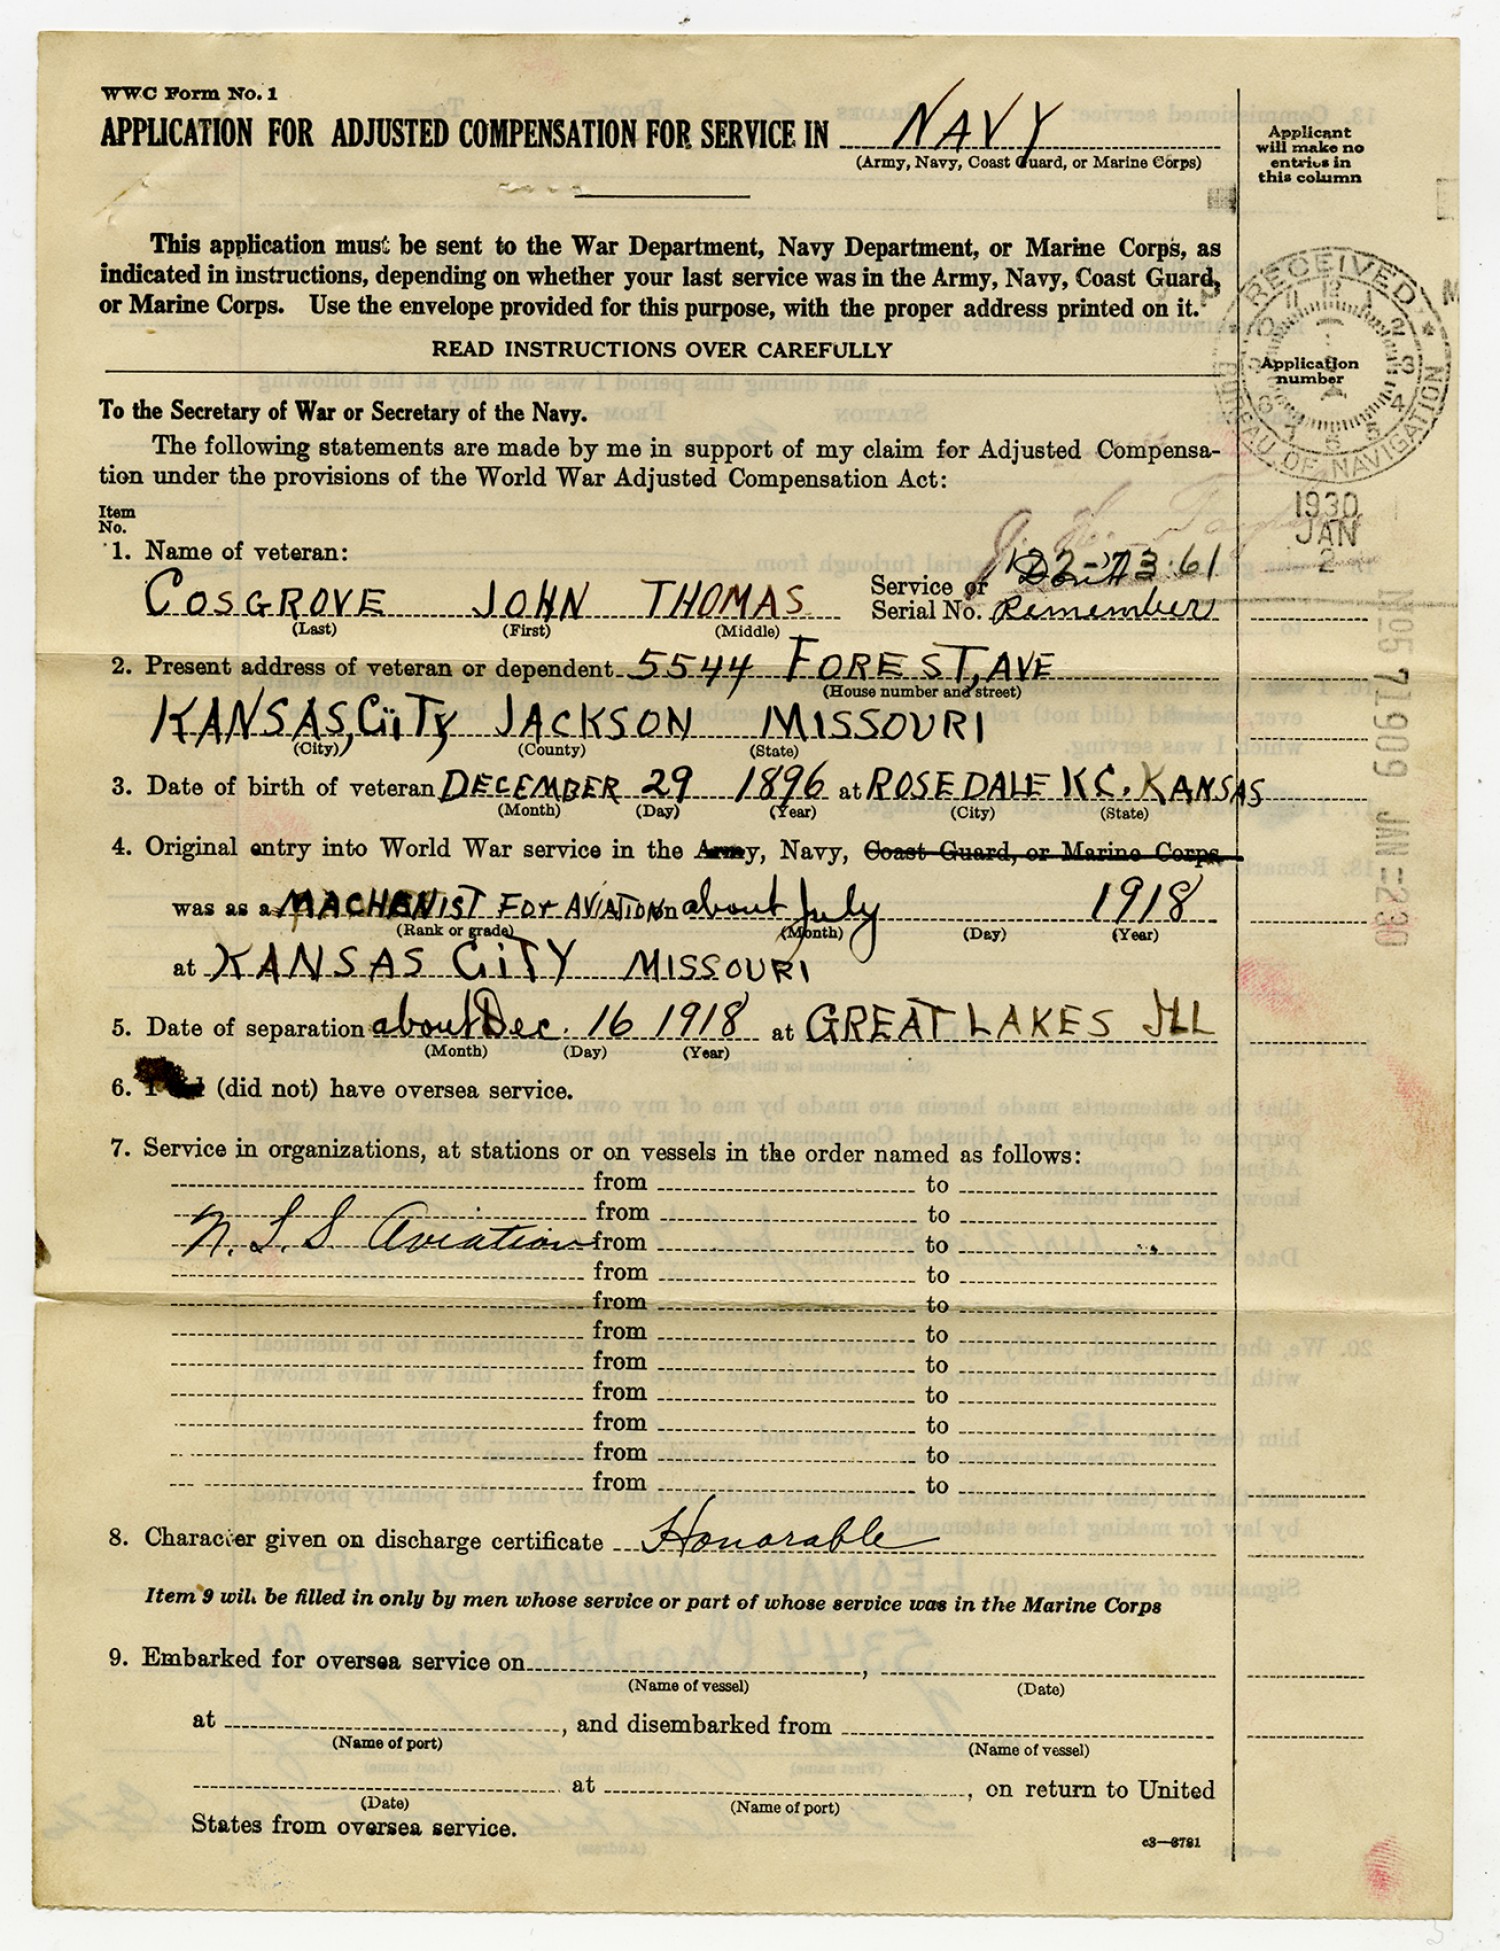 WWC Form No. 1
APPLICATION FOR ADJUSTED COMPENSATION FOR SERVICE IN NAVY
(Army, Navy, Coast Guard, or Marine Corps)
Applicant
will make no
entries in
this column
This application must be sent to the War Department, Navy Department, or Marine Corps, as
indicated in instructions, depending on whether your last service was in the Army, Navy, Coast Guard,
or Marine Corps. Use the envelope provided for this purpose, with the proper address printed on it.
READ INSTRUCTIONS OVER CAREFULLY
RECEIVED
BUREAU OF NAVIGATION
Application
number
1930
JAN
2
To the Secretary of War or Secretary of the Navy.
The following statements are made by me in support of my claim for Adjusted Compensa-
tion under the provisions of the World War Adjusted Compensation Act:
Item
No.
1. Name of veteran:
COSGROVE JOHN THOMAS
(Last) (First) (Middle)
Service or
Serial No. Don't Remember
2. Present address of veteran or dependent 5544 FOREST, AVE
(House number and street)
KANSAS, CiTy JACKSON MISSOURI
(City) (County) (State)
3. Date of birth of veteran DECEMBER 29 1896 at ROSEDALE KC. KANSAS
(Month) (Day) (Year) (City) (State)
4. Original entry into World War service in the Army, Navy, Coast Guard, or Marine Corps
was as a MACHANIST FOr AVIATION on about July 1918
(Rank or grade) (Month) (Day) (Year)
at KANSAS CiTY MISSOURI
5. Date of separation about Dec. 16 1918 at GREAT LAKES ILL
(Month) (Day) (Year)
6. I (did not) have oversea service.
7. Service in organizations, at stations or on vessels in the order named as follows:
from to
from to
N. S. S. Aviation from to
from to
from to
from to
from to
from to
from to
from to
from to
8. Character given on discharge certificate Honorable
Item 9 will be filled in only by men whose service or part of whose service was in the Marine Corps
9. Embarked for oversea service on ,
(Name of vessel) (Date)
at , and disembarked from
(Name of port) (Name of vessel)
at , on return to United
(Date) (Name of port)
States from oversea service.
c3—8781